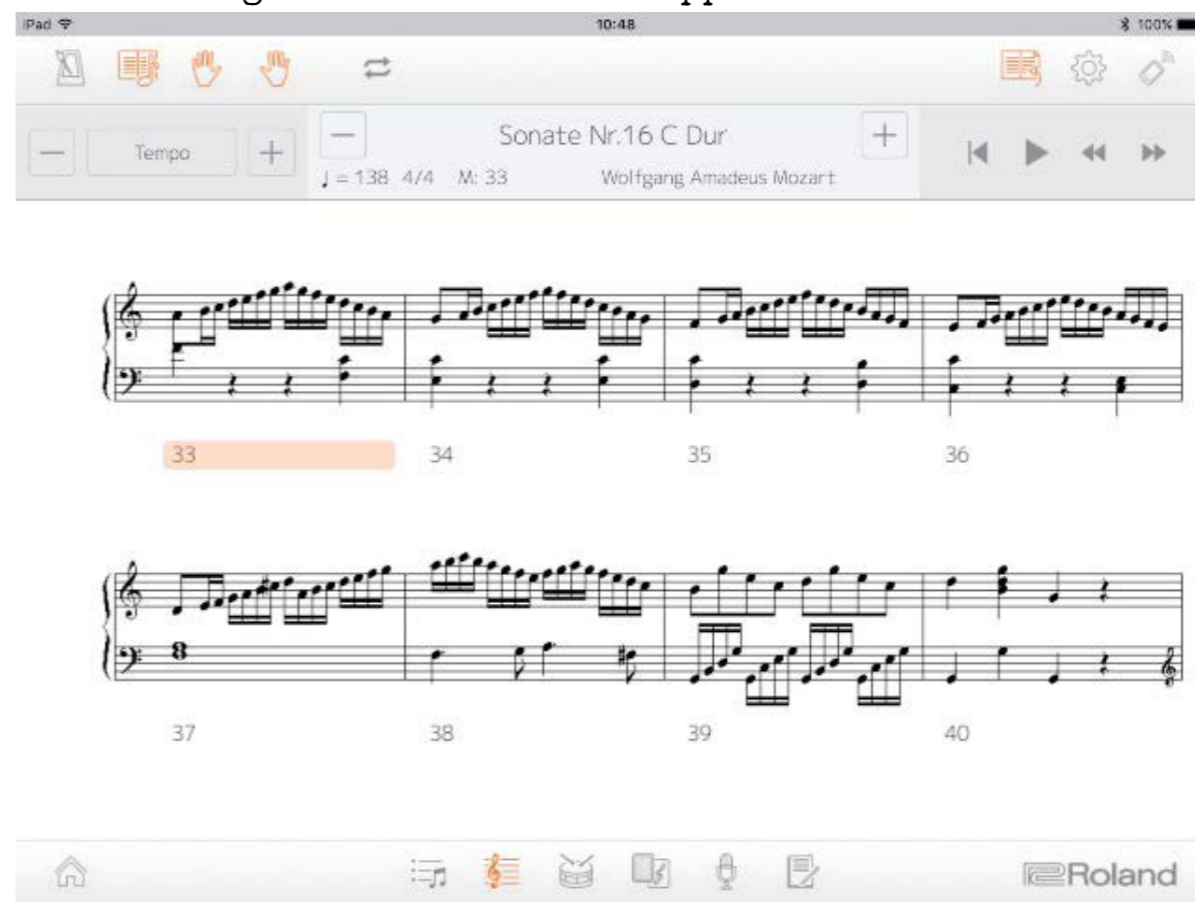 iPad 10:48 100%
Tempo
Sonate Nr.16 C Dur
♩ = 138 4/4 M: 33 Wolfgang Amadeus Mozart
33 34 35 36
37 38 39 40
Roland